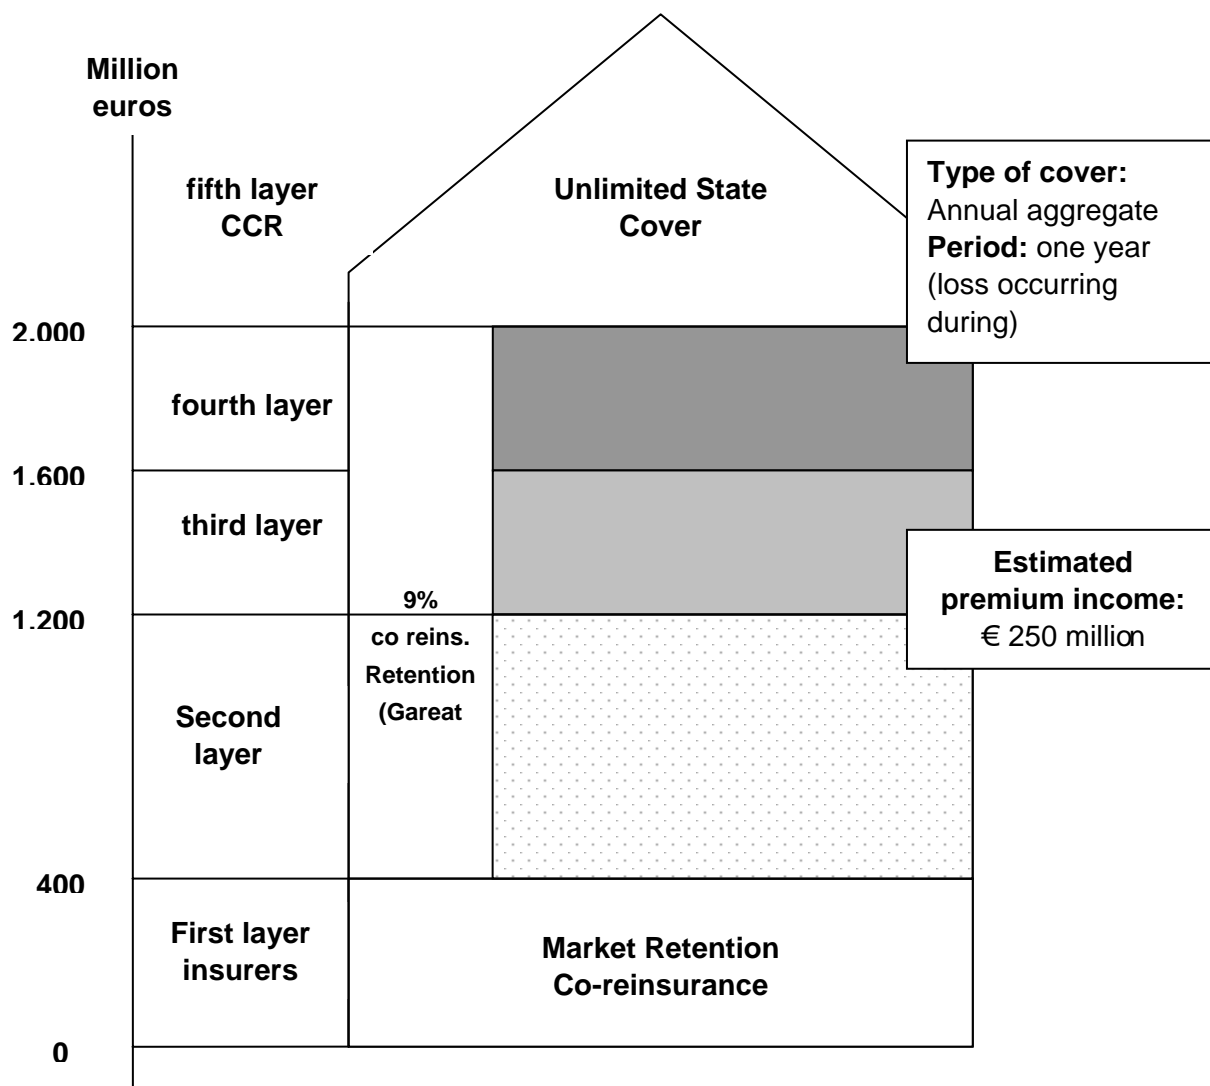 Million
euros
fifth layer
CCR
Unlimited State
Cover
Type of cover:
Annual aggregate
Period: one year
(loss occurring
during)
2.000
fourth layer
1.600
third layer
Estimated
premium income:
€ 250 million
1.200
9%
co reins.
Retention
(Gareat
Second
layer
400
First layer
insurers
Market Retention
Co-reinsurance
0